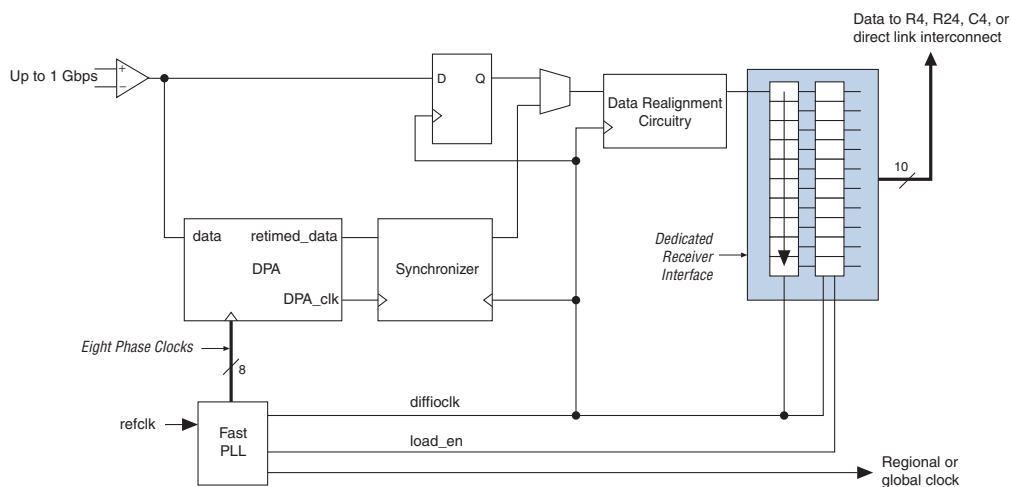 Data to R4, R24, C4, or
direct link interconnect
Up to 1 Gbps
+
−
D
Q
Data Realignment
Circuitry
10
data
retimed_data
DPA
DPA_clk
Synchronizer
Dedicated
Receiver
Interface
Eight Phase Clocks
8
refclk
Fast
PLL
diffioclk
load_en
Regional or
global clock